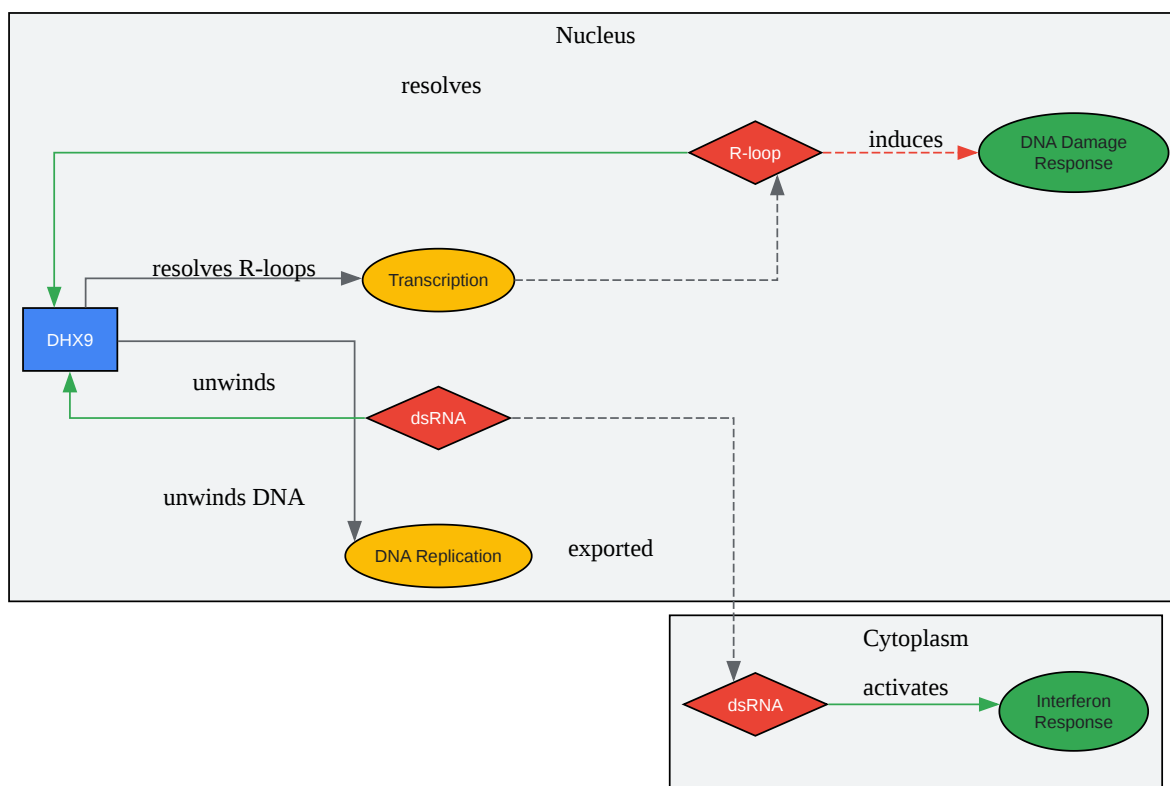 Nucleus
resolves
R-loop
induces
DNA Damage
Response
resolves R-loops
Transcription
DHX9
unwinds
dsRNA
unwinds DNA
DNA Replication
exported
Cytoplasm
dsRNA
activates
Interferon
Response